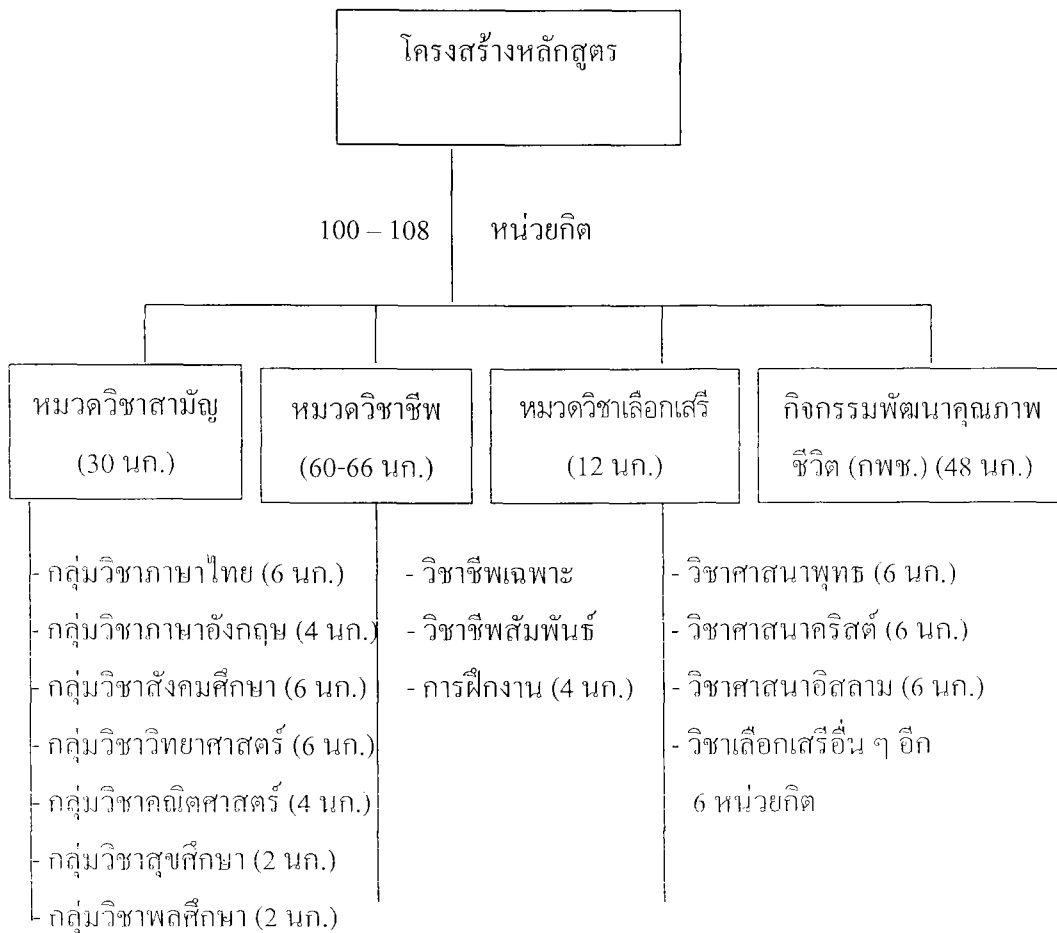 โครงสร้างหลักสูตร
100 – 108 หน่วยกิต
หมวดวิชาสามัญ
(30 นก.)
หมวดวิชาชีพ
(60-66 นก.)
หมวดวิชาเลือกเสรี
(12 นก.)
กิจกรรมพัฒนาคุณภาพ
ชีวิต (กพช.) (48 นก.)
- กลุ่มวิชาภาษาไทย (6 นก.)
- กลุ่มวิชาภาษาอังกฤษ (4 นก.)
- กลุ่มวิชาสังคมศึกษา (6 นก.)
- กลุ่มวิชาวิทยาศาสตร์ (6 นก.)
- กลุ่มวิชาคณิตศาสตร์ (4 นก.)
- กลุ่มวิชาสุขศึกษา (2 นก.)
- กลุ่มวิชาพลศึกษา (2 นก.)
- วิชาชีพเฉพาะ
- วิชาชีพสัมพันธ์
- การฝึกงาน (4 นก.)
- วิชาศาสนาพุทธ (6 นก.)
- วิชาศาสนาคริสต์ (6 นก.)
- วิชาศาสนาอิสลาม (6 นก.)
- วิชาเลือกเสรีอื่น ๆ อีก
6 หน่วยกิต